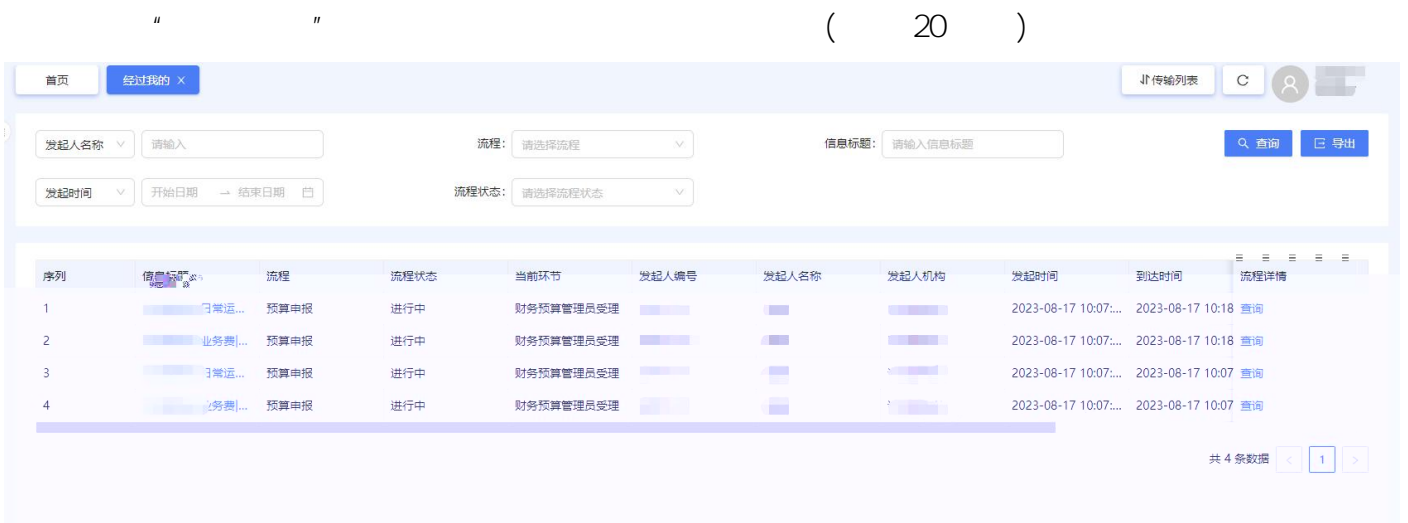 “ ” ( 20 )
首页 经过我的 × 传输列表
发起人名称 请输入 流程: 请选择流程 信息标题: 请输入信息标题 查询 导出
发起时间 开始日期 → 结束日期 流程状态: 请选择流程状态
序列 信息标题 流程 流程状态 当前环节 发起人编号 发起人名称 发起人机构 发起时间 到达时间 流程详情
1 日常运... 预算申报 进行中 财务预算管理员受理 2023-08-17 10:07:... 2023-08-17 10:18 查询
2 业务费|... 预算申报 进行中 财务预算管理员受理 2023-08-17 10:07:... 2023-08-17 10:18 查询
3 日常运... 预算申报 进行中 财务预算管理员受理 2023-08-17 10:07:... 2023-08-17 10:07 查询
4 业务费|... 预算申报 进行中 财务预算管理员受理 2023-08-17 10:07:... 2023-08-17 10:07 查询
共 4 条数据 < 1 >